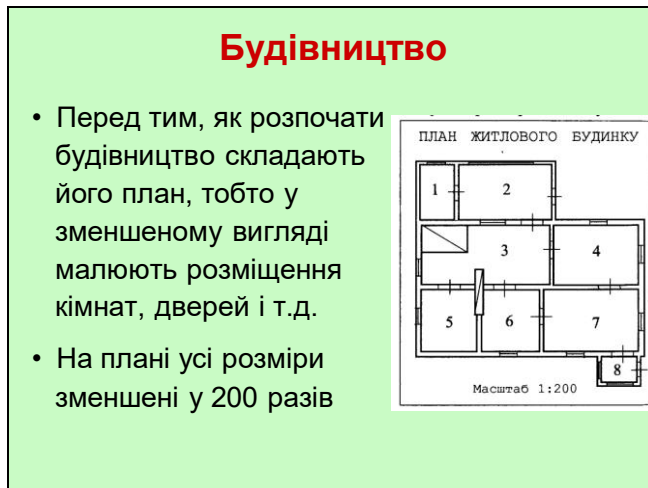 Будівництво
• Перед тим, як розпочати
будівництво складають
його план, тобто у
зменшеному вигляді
малюють розміщення
кімнат, дверей і т.д.
• На плані усі розміри
зменшені у 200 разів
ПЛАН ЖИТЛОВОГО БУДИНКУ
1 2
3 4
5 6 7
8
Масштаб 1:200